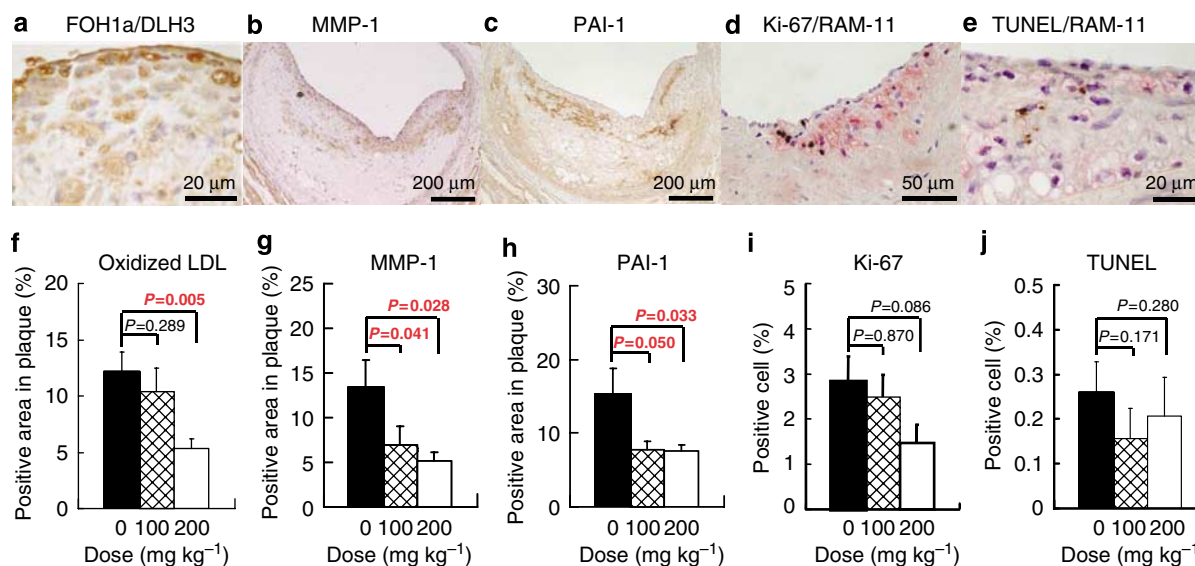 a FOH1a/DLH3
20 μm
b MMP-1
200 μm
c PAI-1
200 μm
d Ki-67/RAM-11
50 μm
e TUNEL/RAM-11
20 μm
f Oxidized LDL
Positive area in plaque (%)
20
15
10
5
0
P=0.005
P=0.289
0 100 200
Dose (mg kg⁻¹)
g MMP-1
Positive area in plaque (%)
25
20
15
10
5
0
P=0.028
P=0.041
0 100 200
Dose (mg kg⁻¹)
h PAI-1
Positive area in plaque (%)
30
20
10
0
P=0.033
P=0.050
0 100 200
Dose (mg kg⁻¹)
i Ki-67
Positive cell (%)
5
4
3
2
1
0
P=0.086
P=0.870
0 100 200
Dose (mg kg⁻¹)
j TUNEL
Positive cell (%)
0.5
0.4
0.3
0.2
0.1
0
P=0.280
P=0.171
0 100 200
Dose (mg kg⁻¹)